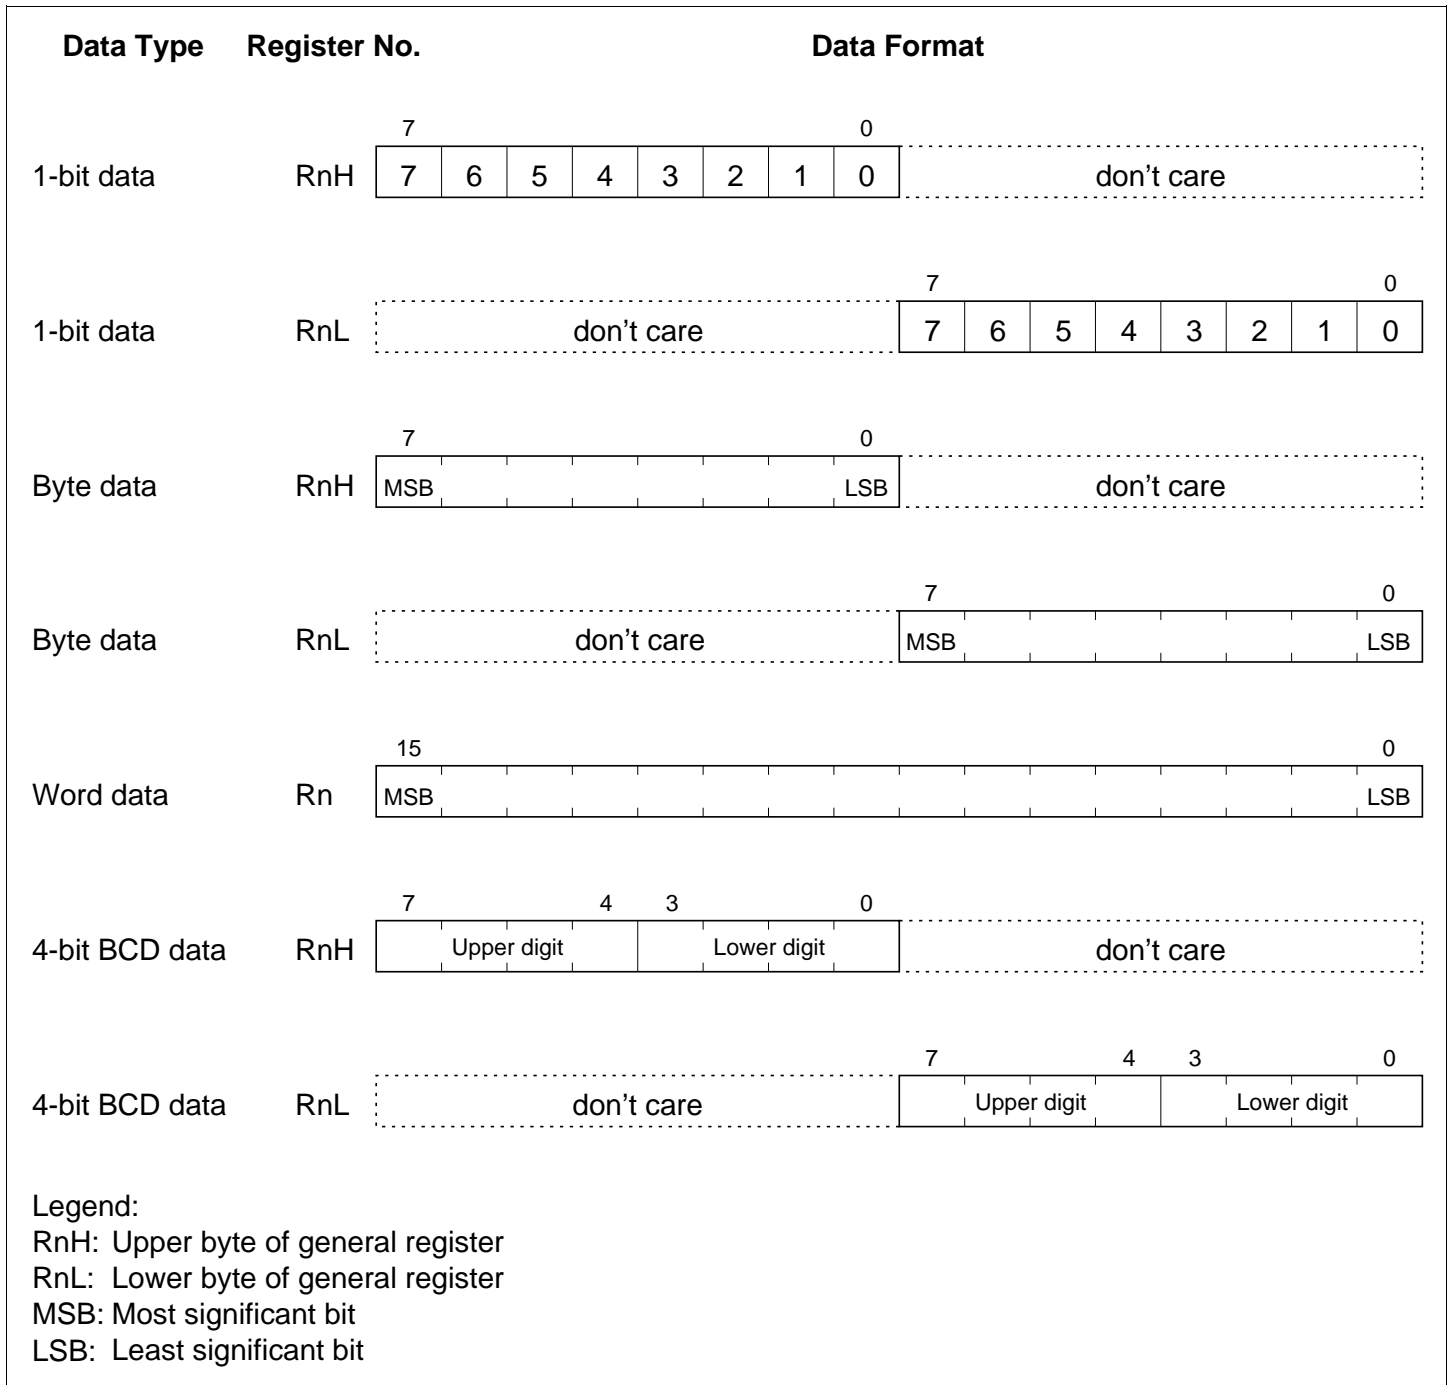 Data Type Register No. Data Format
7 0
1-bit data RnH 7 6 5 4 3 2 1 0 don't care
7 0
1-bit data RnL don't care 7 6 5 4 3 2 1 0
7 0
Byte data RnH MSB LSB don't care
7 0
Byte data RnL don't care MSB LSB
15 0
Word data Rn MSB LSB
7 4 3 0
4-bit BCD data RnH Upper digit Lower digit don't care
7 4 3 0
4-bit BCD data RnL don't care Upper digit Lower digit
Legend:
RnH: Upper byte of general register
RnL: Lower byte of general register
MSB: Most significant bit
LSB: Least significant bit